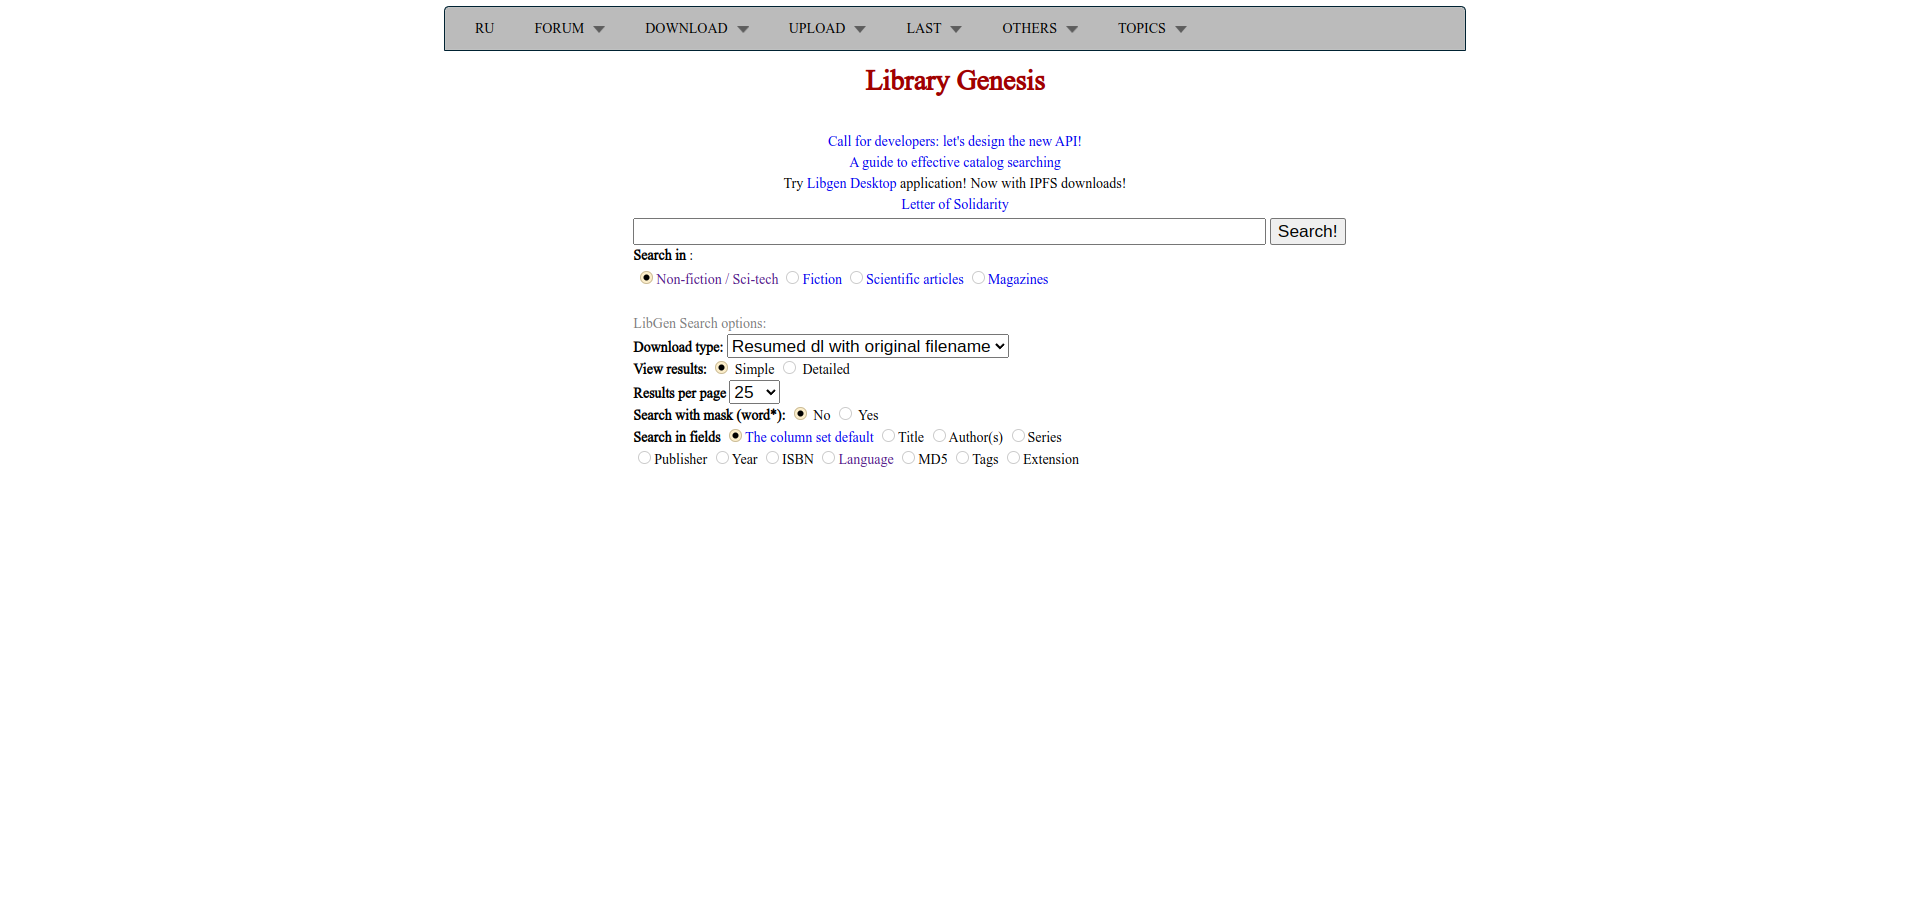 RU FORUM DOWNLOAD UPLOAD LAST OTHERS TOPICS
Library Genesis
Call for developers: let's design the new API!
A guide to effective catalog searching
Try Libgen Desktop application! Now with IPFS downloads!
Letter of Solidarity
Search!
Search in :
Non-fiction / Sci-tech Fiction Scientific articles Magazines
LibGen Search options:
Download type: Resumed dl with original filename
View results: Simple Detailed
Results per page 25
Search with mask (word*): No Yes
Search in fields The column set default Title Author(s) Series
Publisher Year ISBN Language MD5 Tags Extension